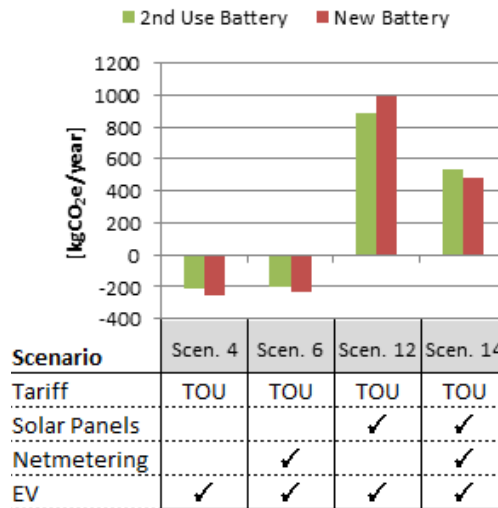 2nd Use Battery New Battery
1200
1000
800
600
400
200
0
-200
-400
[kgCO₂e/year]
Scenario Scen. 4 Scen. 6 Scen. 12 Scen. 14
Tariff TOU TOU TOU TOU
Solar Panels ✓ ✓
Netmetering ✓ ✓
EV ✓ ✓ ✓ ✓